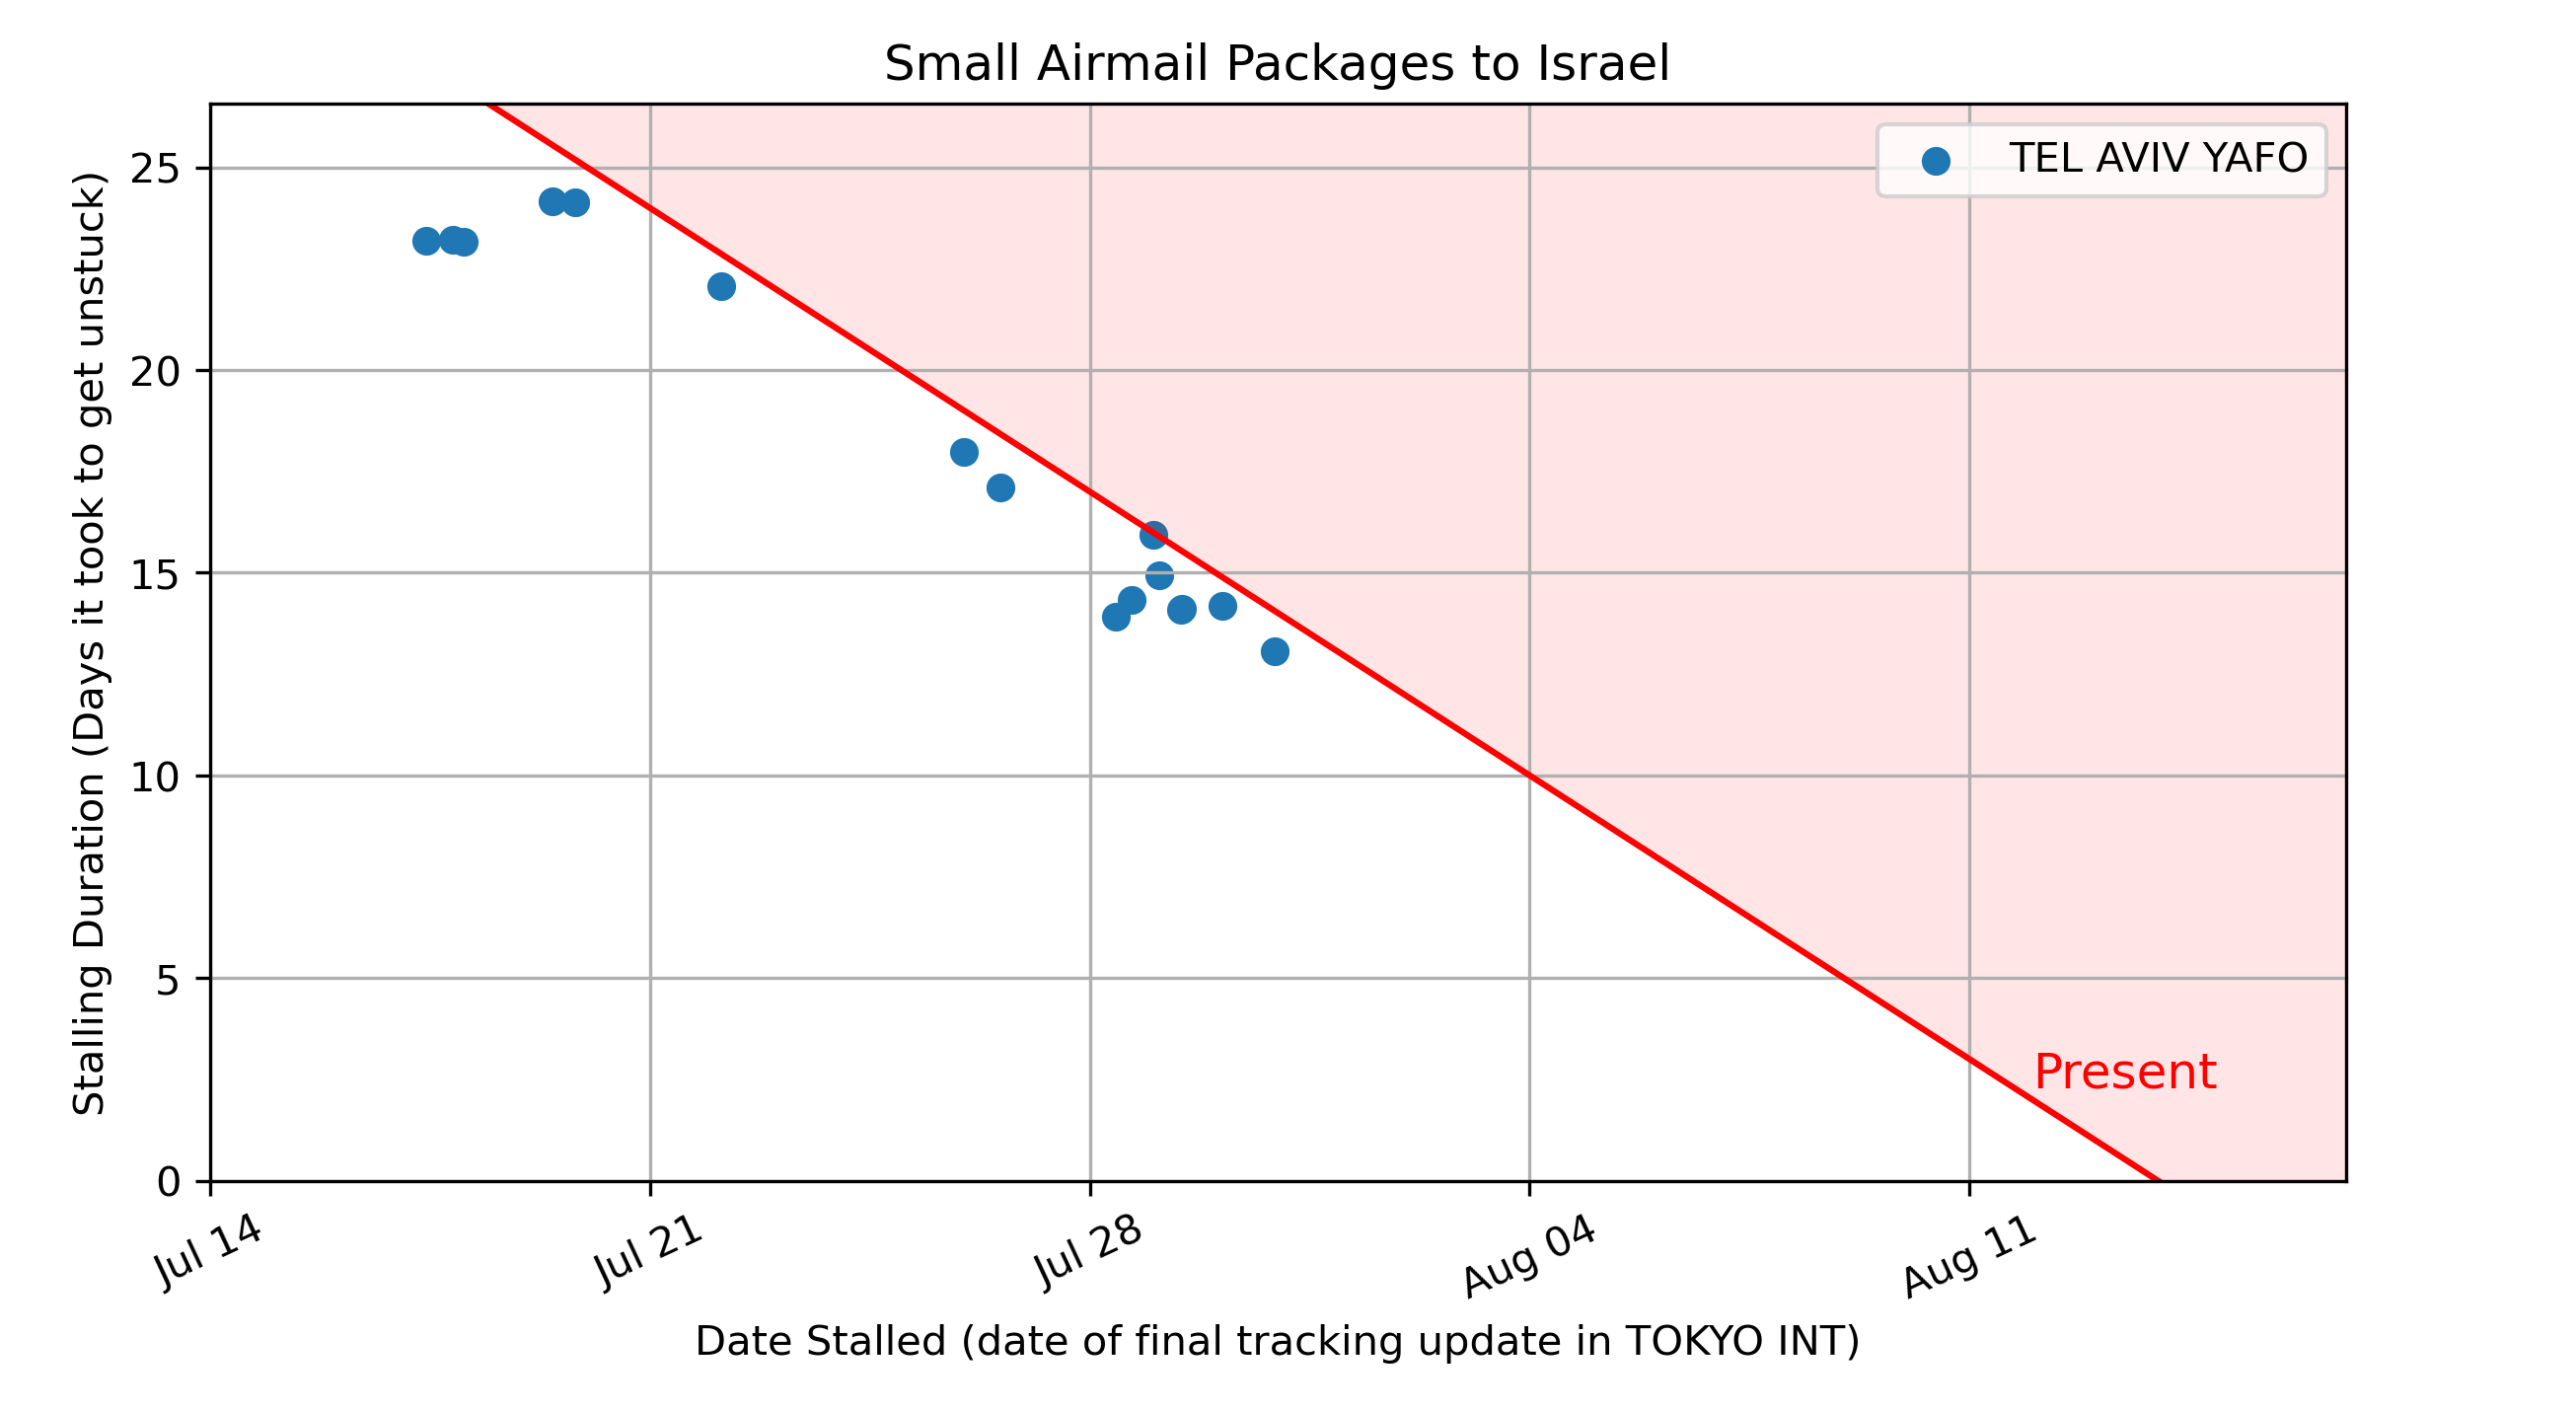 Small Airmail Packages to Israel
TEL AVIV YAFO
Stalling Duration (Days it took to get unstuck)
25
20
15
10
5
0
Present
Jul 14
Jul 21
Jul 28
Aug 04
Aug 11
Date Stalled (date of final tracking update in TOKYO INT)